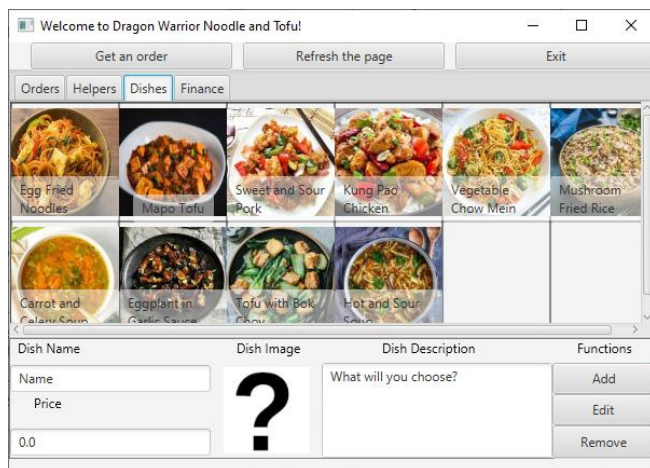 Welcome to Dragon Warrior Noodle and Tofu!
Get an order
Refresh the page
Exit
Orders
Helpers
Dishes
Finance
Egg Fried
Noodles
Mapo Tofu
Sweet and Sour
Pork
Kung Pao
Chicken
Vegetable
Chow Mein
Mushroom
Fried Rice
Carrot and
Celery Soup
Eggplant in
Garlic Sauce
Tofu with Bok
Choy
Hot and Sour
Soup
Dish Name
Dish Image
Dish Description
Functions
Name
Price
0.0
?
What will you choose?
Add
Edit
Remove